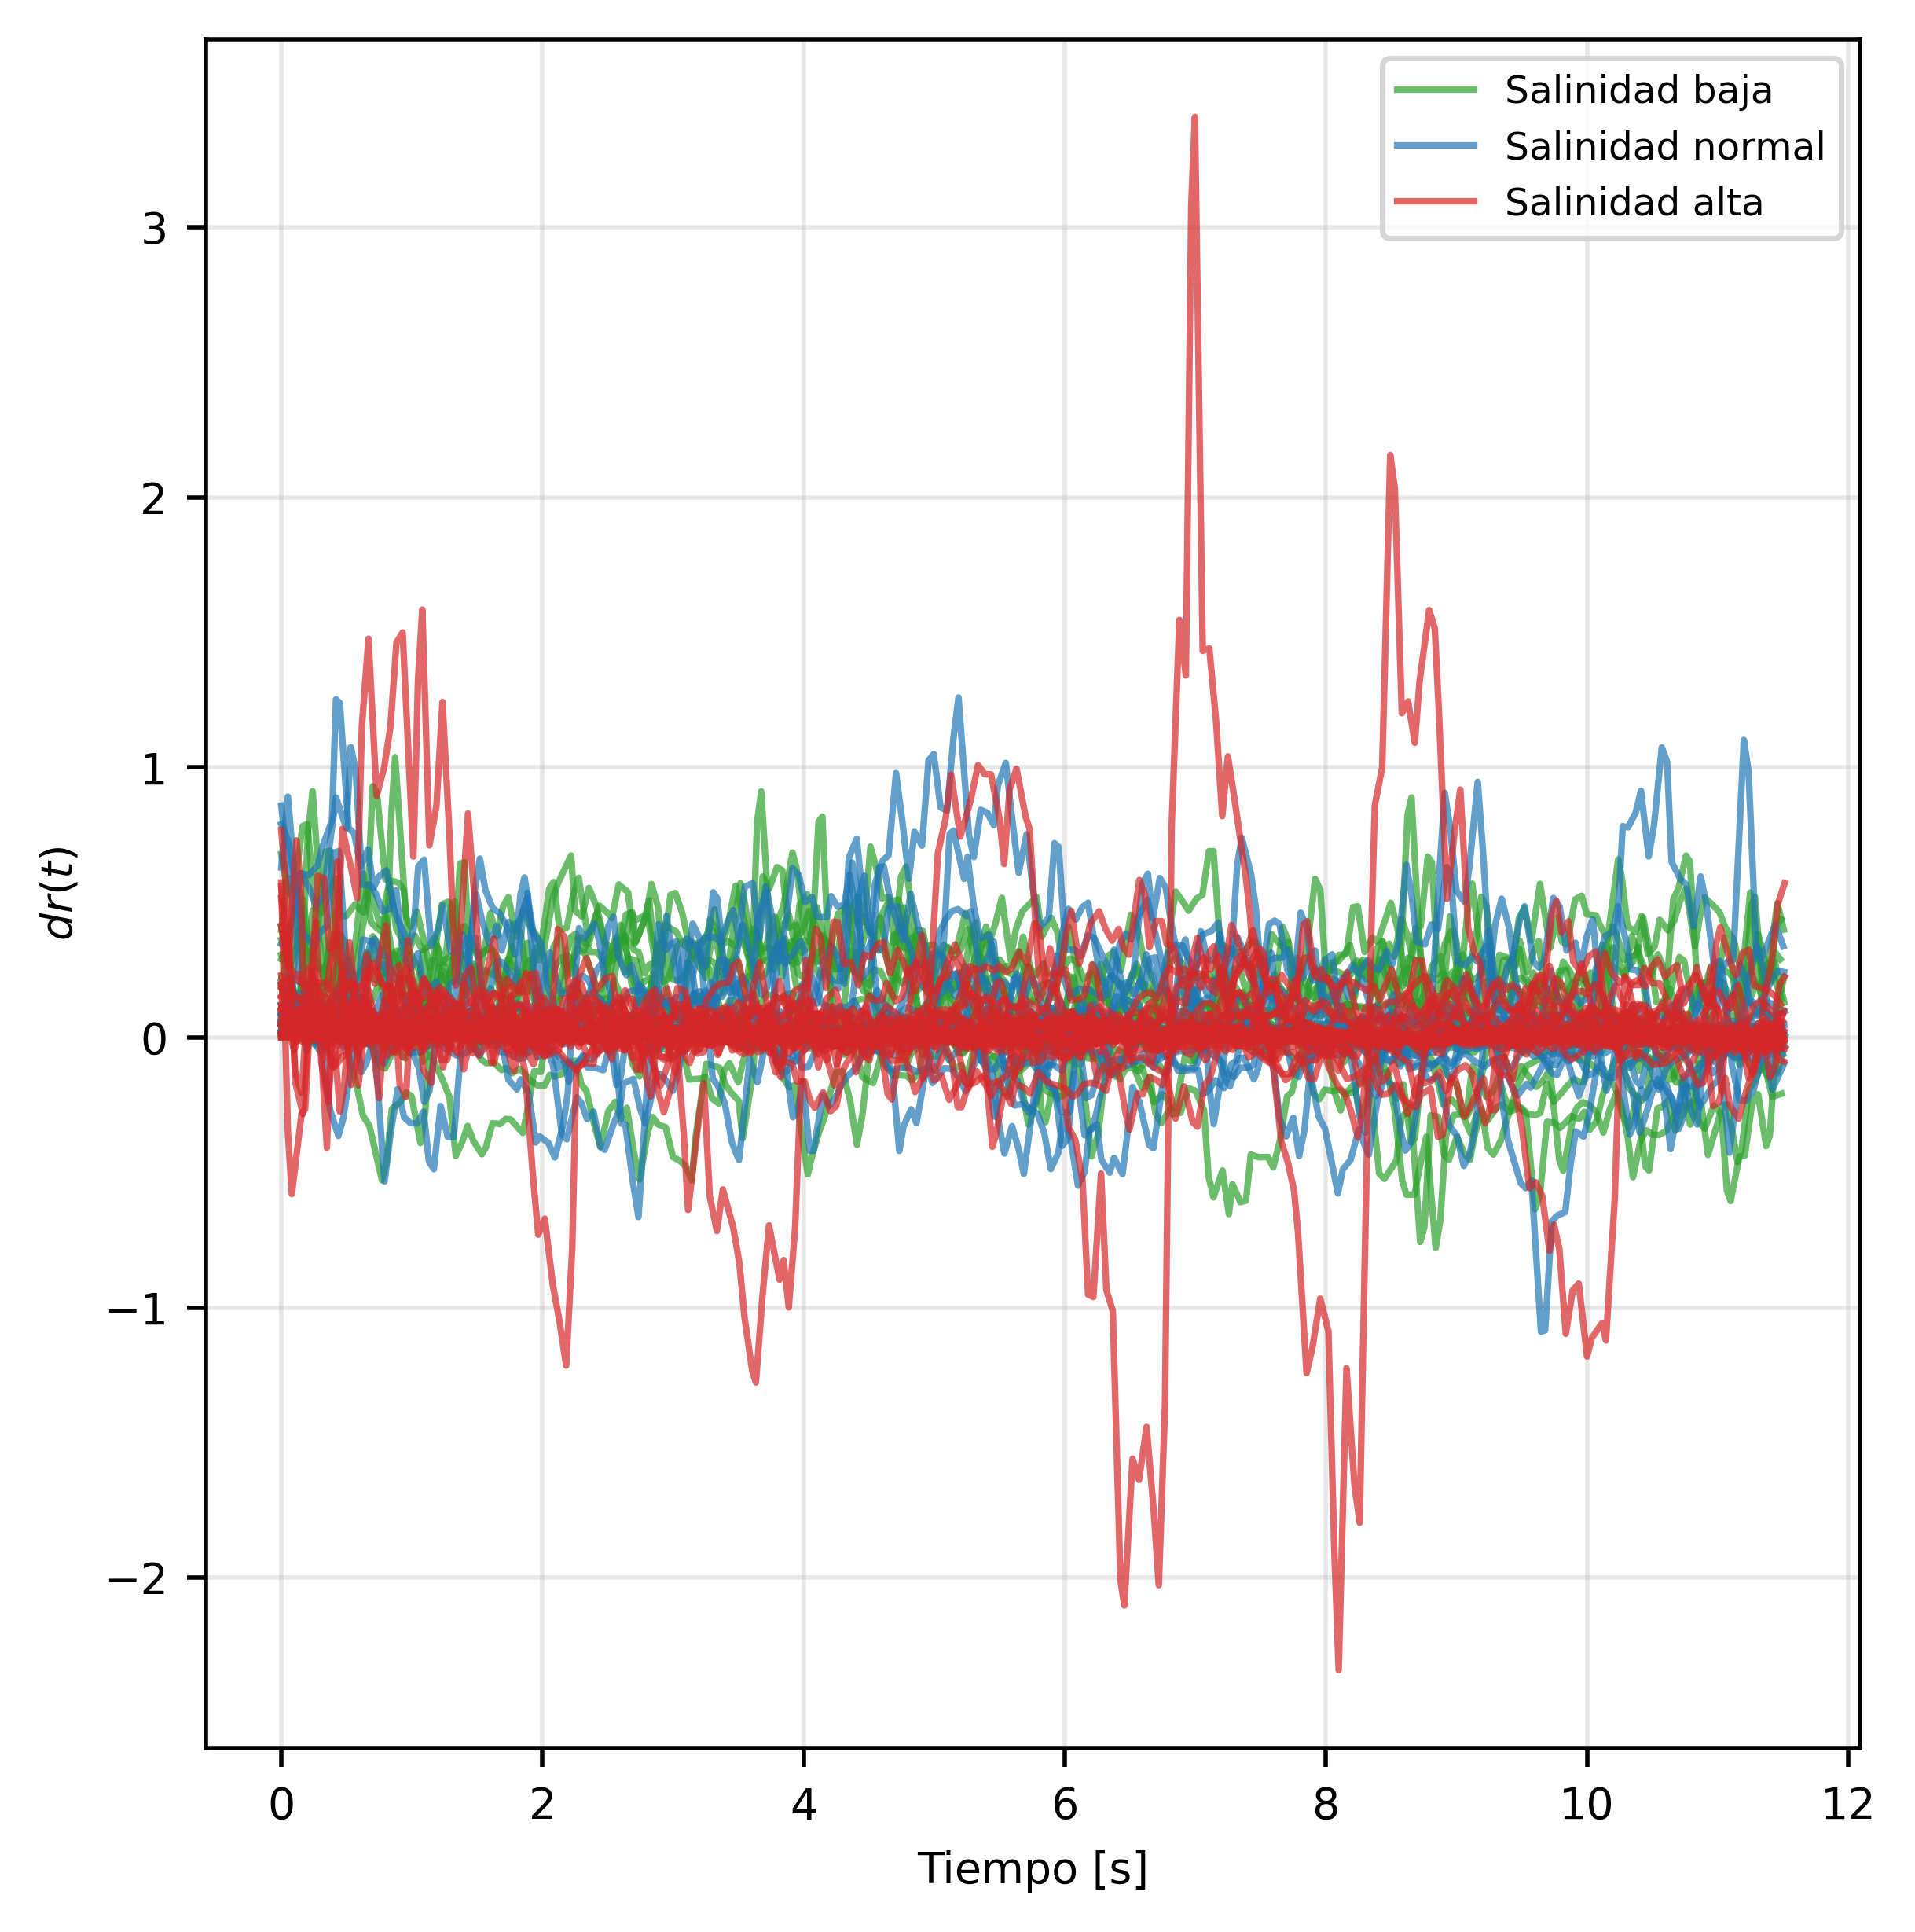 Salinidad baja
Salinidad normal
Salinidad alta
3
2
1
0
−1
−2
dr(t)
0 2 4 6 8 10 12
Tiempo [s]